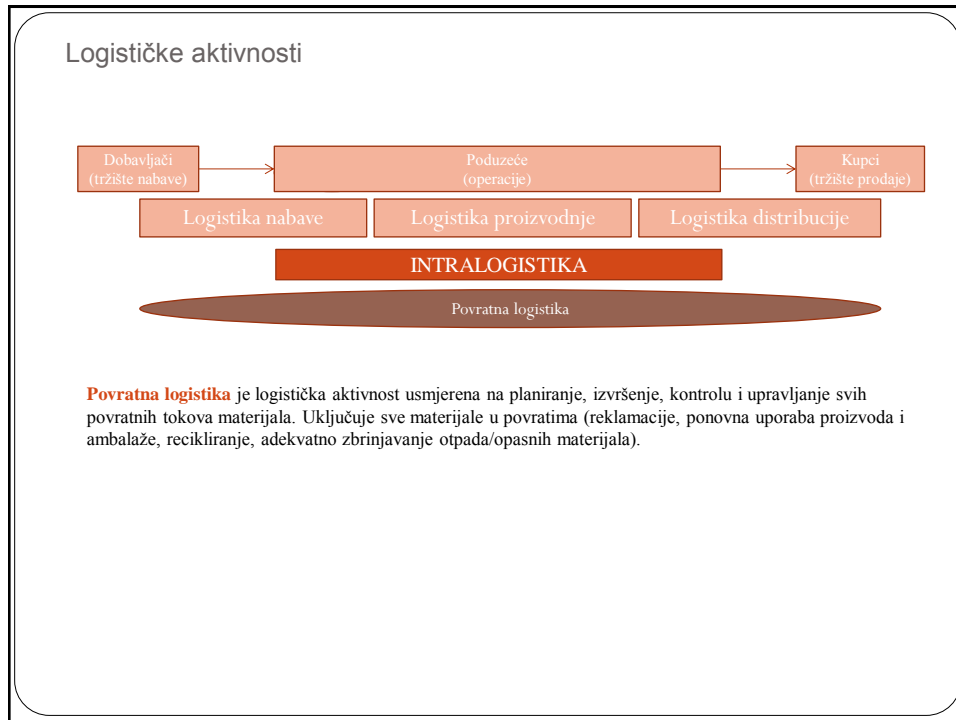 Logističke aktivnosti
Dobavljači
(tržište nabave)
Poduzeće
(operacije)
Kupci
(tržište prodaje)
Logistika nabave
Logistika proizvodnje
Logistika distribucije
INTRALOGISTIKA
Povratna logistika
Povratna logistika je logistička aktivnost usmjerena na planiranje, izvršenje, kontrolu i upravljanje svih
povratnih tokova materijala. Uključuje sve materijale u povratima (reklamacije, ponovna uporaba proizvoda i
ambalaže, recikliranje, adekvatno zbrinjavanje otpada/opasnih materijala).